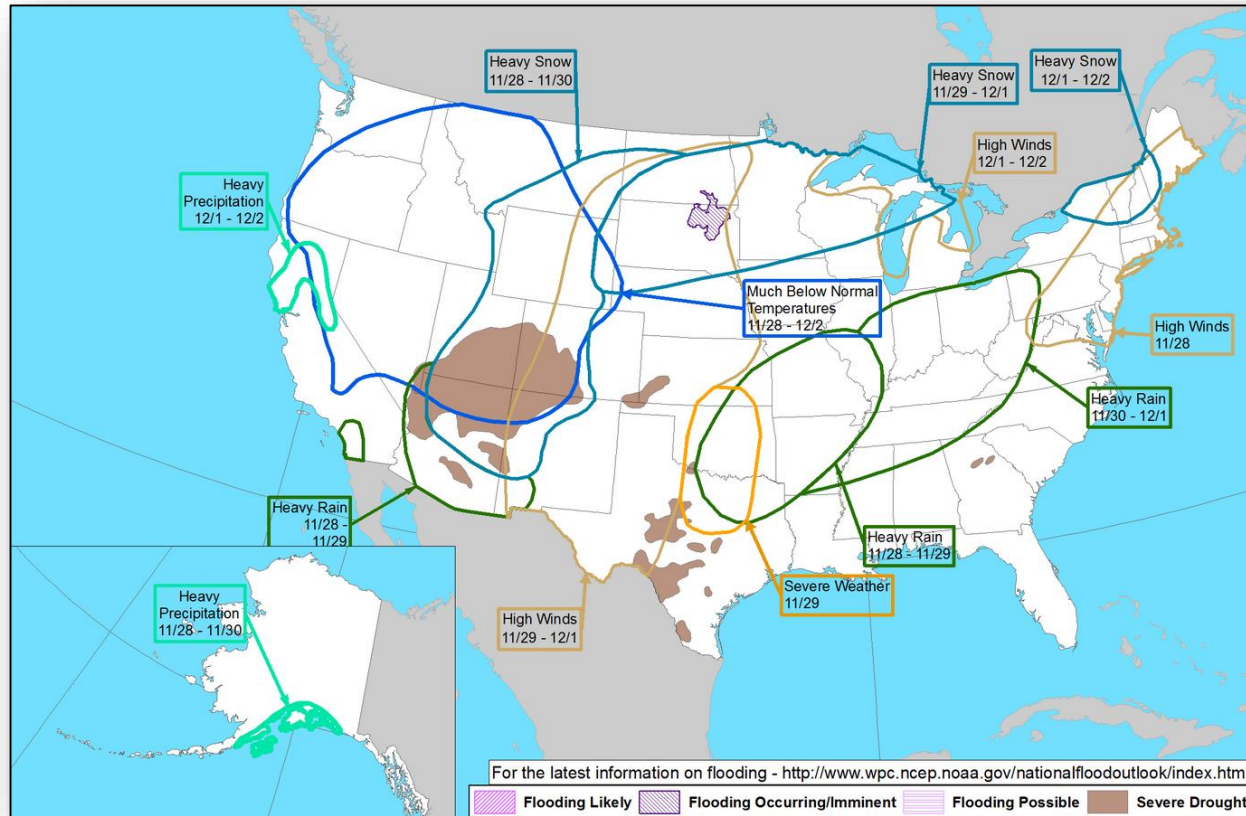 Heavy Snow
11/28 - 11/30
Heavy Snow
11/29 - 12/1
Heavy Snow
12/1 - 12/2
High Winds
12/1 - 12/2
Heavy
Precipitation
12/1 - 12/2
Much Below Normal
Temperatures
11/28 - 12/2
High Winds
11/28
Heavy Rain
11/30 - 12/1
Heavy Rain
11/28 -
11/29
Heavy Rain
11/28 - 11/29
Severe Weather
11/29
High Winds
11/29 - 12/1
Heavy
Precipitation
11/28 - 11/30
For the latest information on flooding - http://www.wpc.ncep.noaa.gov/nationalfloodoutlook/index.htm
Flooding Likely
Flooding Occurring/Imminent
Flooding Possible
Severe Drought